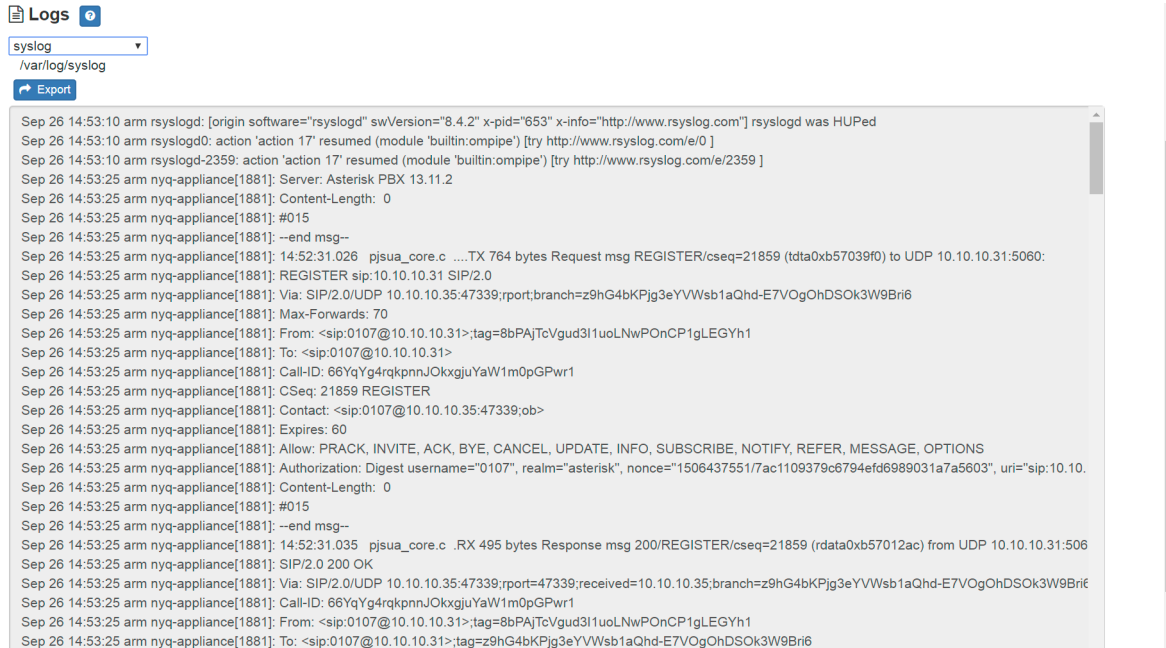 Logs
syslog
/var/log/syslog
Export
Sep 26 14:53:10 arm rsyslogd: [origin software="rsyslogd" swVersion="8.4.2" x-pid="653" x-info="http://www.rsyslog.com"] rsyslogd was HUPed
Sep 26 14:53:10 arm rsyslogd0: action 'action 17' resumed (module 'builtin:ompipe') [try http://www.rsyslog.com/e/0 ]
Sep 26 14:53:10 arm rsyslogd-2359: action 'action 17' resumed (module 'builtin:ompipe') [try http://www.rsyslog.com/e/2359 ]
Sep 26 14:53:25 arm nyq-appliance[1881]: Server: Asterisk PBX 13.11.2
Sep 26 14:53:25 arm nyq-appliance[1881]: Content-Length:  0
Sep 26 14:53:25 arm nyq-appliance[1881]: #015
Sep 26 14:53:25 arm nyq-appliance[1881]: --end msg--
Sep 26 14:53:25 arm nyq-appliance[1881]: 14:52:31.026   pjsua_core.c  ....TX 764 bytes Request msg REGISTER/cseq=21859 (tdta0xb57039f0) to UDP 10.10.10.31:5060:
Sep 26 14:53:25 arm nyq-appliance[1881]: REGISTER sip:10.10.10.31 SIP/2.0
Sep 26 14:53:25 arm nyq-appliance[1881]: Via: SIP/2.0/UDP 10.10.10.35:47339;rport;branch=z9hG4bKPjg3eYVWsb1aQhd-E7VOgOhDSOk3W9Bri6
Sep 26 14:53:25 arm nyq-appliance[1881]: Max-Forwards: 70
Sep 26 14:53:25 arm nyq-appliance[1881]: From: <sip:0107@10.10.10.31>;tag=8bPAjTcVgud3I1uoLNwPOnCP1gLEGYh1
Sep 26 14:53:25 arm nyq-appliance[1881]: To: <sip:0107@10.10.10.31>
Sep 26 14:53:25 arm nyq-appliance[1881]: Call-ID: 66YqYg4rqkpnnJOkxgjuYaW1m0pGPwr1
Sep 26 14:53:25 arm nyq-appliance[1881]: CSeq: 21859 REGISTER
Sep 26 14:53:25 arm nyq-appliance[1881]: Contact: <sip:0107@10.10.10.35:47339;ob>
Sep 26 14:53:25 arm nyq-appliance[1881]: Expires: 60
Sep 26 14:53:25 arm nyq-appliance[1881]: Allow: PRACK, INVITE, ACK, BYE, CANCEL, UPDATE, INFO, SUBSCRIBE, NOTIFY, REFER, MESSAGE, OPTIONS
Sep 26 14:53:25 arm nyq-appliance[1881]: Authorization: Digest username="0107", realm="asterisk", nonce="1506437551/7ac1109379c6794efd6989031a7a5603", uri="sip:10.10.
Sep 26 14:53:25 arm nyq-appliance[1881]: Content-Length:  0
Sep 26 14:53:25 arm nyq-appliance[1881]: #015
Sep 26 14:53:25 arm nyq-appliance[1881]: --end msg--
Sep 26 14:53:25 arm nyq-appliance[1881]: 14:52:31.035   pjsua_core.c  .RX 495 bytes Response msg 200/REGISTER/cseq=21859 (rdata0xb57012ac) from UDP 10.10.10.31:506
Sep 26 14:53:25 arm nyq-appliance[1881]: SIP/2.0 200 OK
Sep 26 14:53:25 arm nyq-appliance[1881]: Via: SIP/2.0/UDP 10.10.10.35:47339;rport=47339;received=10.10.10.35;branch=z9hG4bKPjg3eYVWsb1aQhd-E7VOgOhDSOk3W9Bri6
Sep 26 14:53:25 arm nyq-appliance[1881]: Call-ID: 66YqYg4rqkpnnJOkxgjuYaW1m0pGPwr1
Sep 26 14:53:25 arm nyq-appliance[1881]: From: <sip:0107@10.10.10.31>;tag=8bPAjTcVgud3I1uoLNwPOnCP1gLEGYh1
Sep 26 14:53:25 arm nyq-appliance[1881]: To: <sip:0107@10.10.10.31>;tag=z9hG4bKPjg3eYVWsb1aQhd-E7VOgOhDSOk3W9Bri6